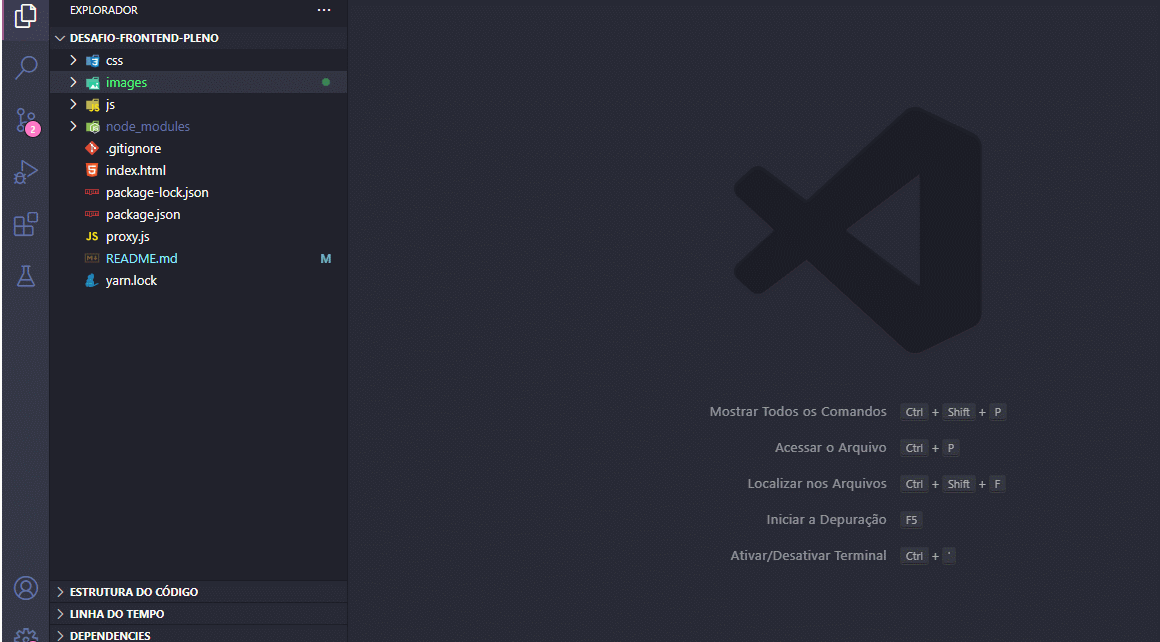 EXPLORADOR
DESAFIO-FRONTEND-PLENO
css
images
js
node_modules
.gitignore
index.html
package-lock.json
package.json
JS proxy.js
README.md M
yarn.lock
2
Mostrar Todos os Comandos Ctrl + Shift + P
Acessar o Arquivo Ctrl + P
Localizar nos Arquivos Ctrl + Shift + F
Iniciar a Depuração F5
Ativar/Desativar Terminal Ctrl + '
ESTRUTURA DO CÓDIGO
LINHA DO TEMPO
DEPENDENCIES